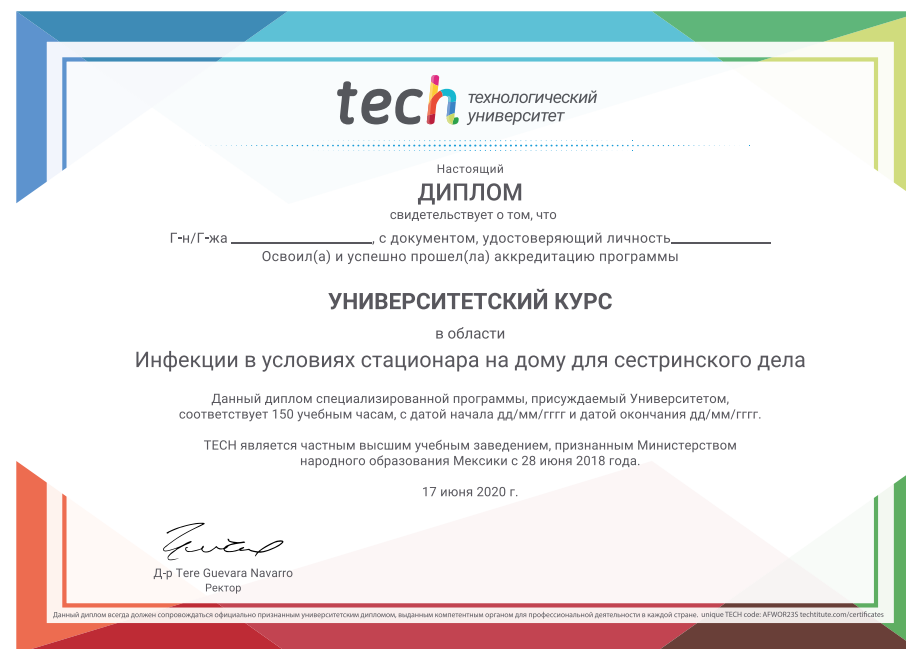 tech технологический
университет
Настоящий
ДИПЛОМ
свидетельствует о том, что
Г-н/Г-жа ________________, с документом, удостоверяющий личность____________
Освоил(а) и успешно прошел(ла) аккредитацию программы
УНИВЕРСИТЕТСКИЙ КУРС
в области
Инфекции в условиях стационара на дому для сестринского дела
Данный диплом специализированной программы, присуждаемый Университетом,
соответствует 150 учебным часам, с датой начала дд/мм/гггг и датой окончания дд/мм/гггг.
TECH является частным высшим учебным заведением, признанным Министерством
народного образования Мексики с 28 июня 2018 года.
17 июня 2020 г.
Д-р Tere Guevara Navarro
Ректор
Данный диплом всегда должен сопровождаться официально признанным университетским дипломом, выданным компетентным органом для профессиональной деятельности в каждой стране. unique TECH code: AFWOR23S techtitute.com/certificates